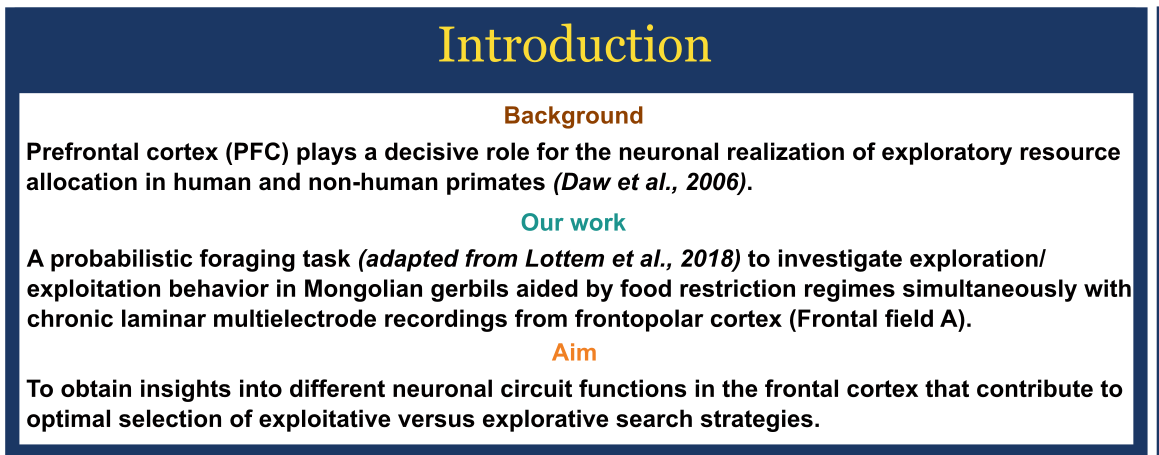 Introduction
Background
Prefrontal cortex (PFC) plays a decisive role for the neuronal realization of exploratory resource
allocation in human and non-human primates (Daw et al., 2006).
Our work
A probabilistic foraging task (adapted from Lottem et al., 2018) to investigate exploration/
exploitation behavior in Mongolian gerbils aided by food restriction regimes simultaneously with
chronic laminar multielectrode recordings from frontopolar cortex (Frontal field A).
Aim
To obtain insights into different neuronal circuit functions in the frontal cortex that contribute to
optimal selection of exploitative versus explorative search strategies.